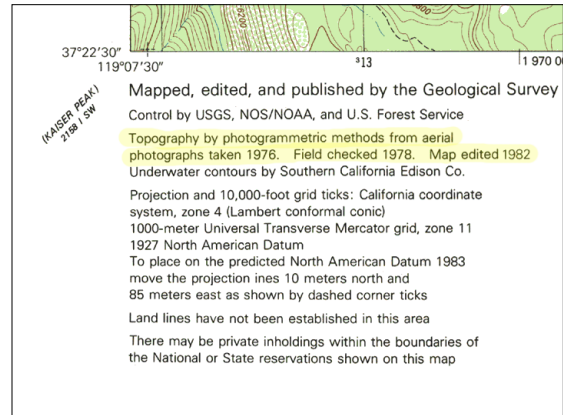 6200
37°22'30"
119°07'30"
³13
1 970 00
(KAISER PEAK)
2158 I SW
Mapped, edited, and published by the Geological Survey
Control by USGS, NOS/NOAA, and U.S. Forest Service
Topography by photogrammetric methods from aerial
photographs taken 1976. Field checked 1978. Map edited 1982
Underwater contours by Southern California Edison Co.
Projection and 10,000-foot grid ticks: California coordinate
system, zone 4 (Lambert conformal conic)
1000-meter Universal Transverse Mercator grid, zone 11
1927 North American Datum
To place on the predicted North American Datum 1983
move the projection ines 10 meters north and
85 meters east as shown by dashed corner ticks
Land lines have not been established in this area
There may be private inholdings within the boundaries of
the National or State reservations shown on this map